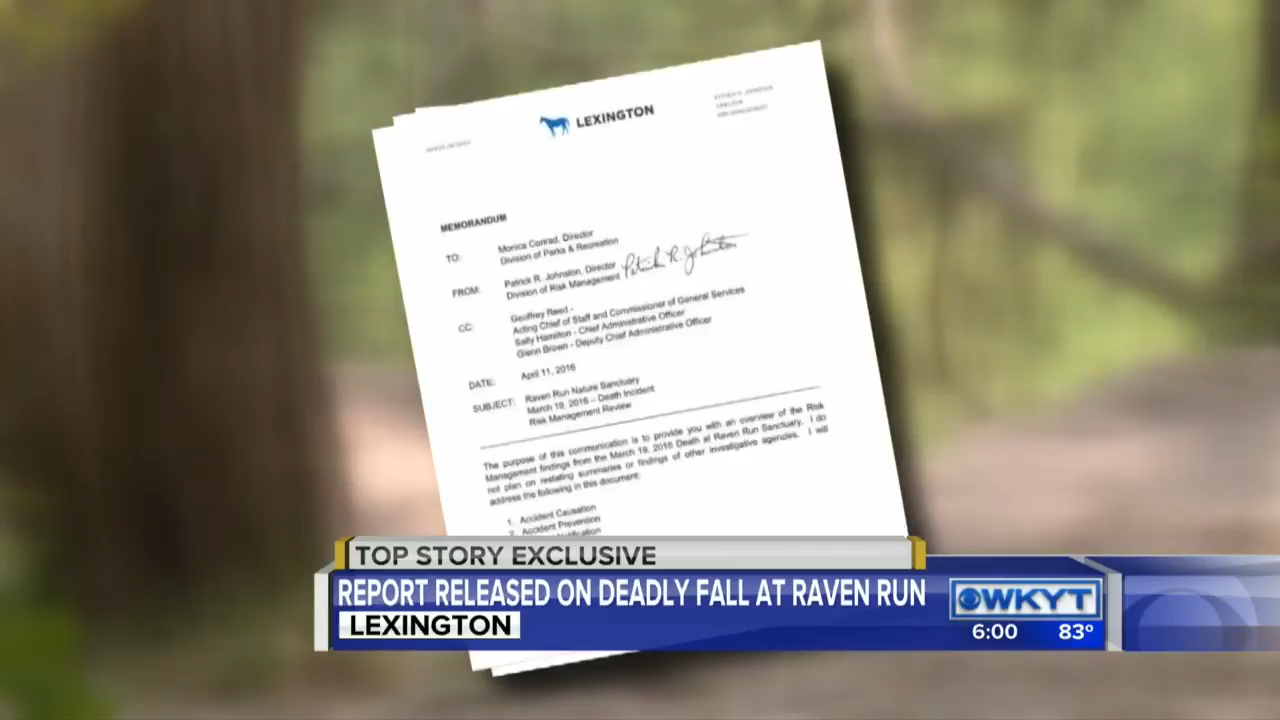 LEXINGTON
MEMORANDUM
TO:
Monica Conrad, Director
Division of Parks & Recreation
FROM:
Patrick R. Johnston, Director
Division of Risk Management
Patrick R. Johnston
CC:
Geoffrey Reed -
Acting Chief of Staff and Commissioner of General Services
Sally Hamilton - Chief Administrative Officer
Glenn Brown - Deputy Chief Administrative Officer
DATE:
April 11, 2016
SUBJECT:
Raven Run Nature Sanctuary
March 19, 2016 – Death Incident
Risk Management Review
The purpose of this communication is to provide you with an overview of the Risk
Management findings from the March 19, 2016 Death at Raven Run Sanctuary. I do
not plan on restating summaries or findings of other investigative agencies. I will
address the following in this document:
1. Accident Causation
2. Accident Prevention
TOP STORY EXCLUSIVE
REPORT RELEASED ON DEADLY FALL AT RAVEN RUN
LEXINGTON
WKYT
6:00 83°